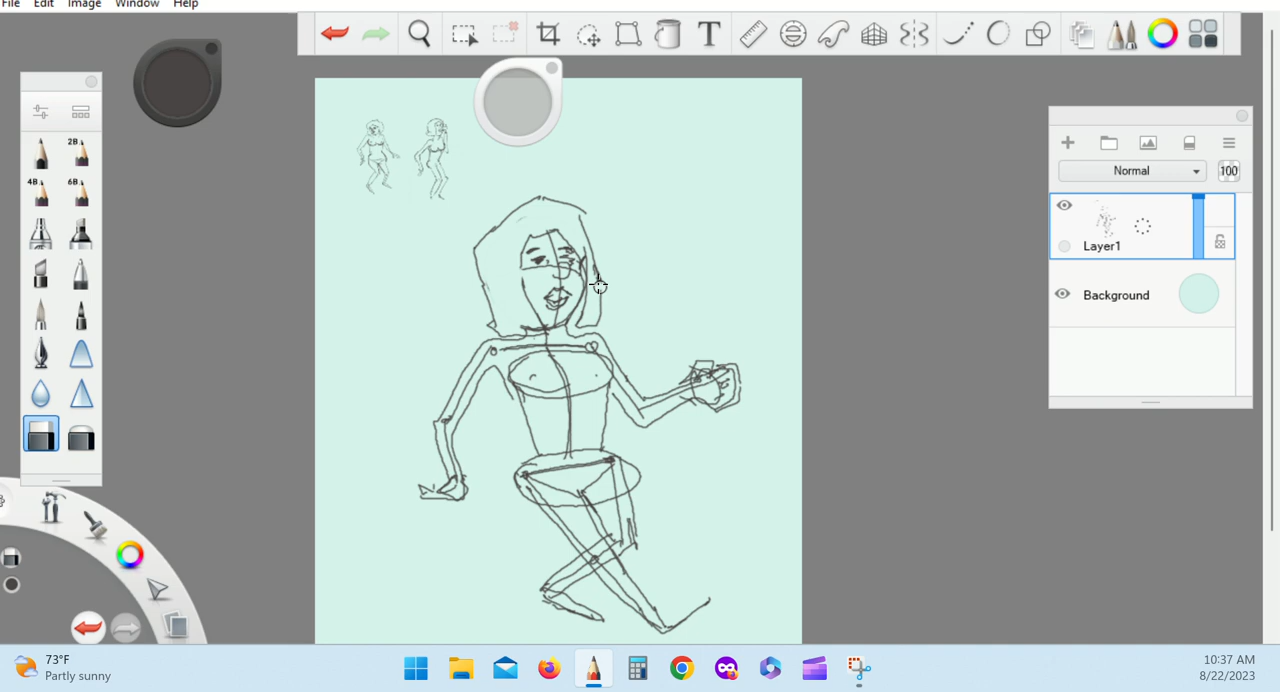 File Edit Image Window Help
T
2B
4B 6B
Normal 100
Layer1
Background
73°F
Partly sunny
10:37 AM
8/22/2023